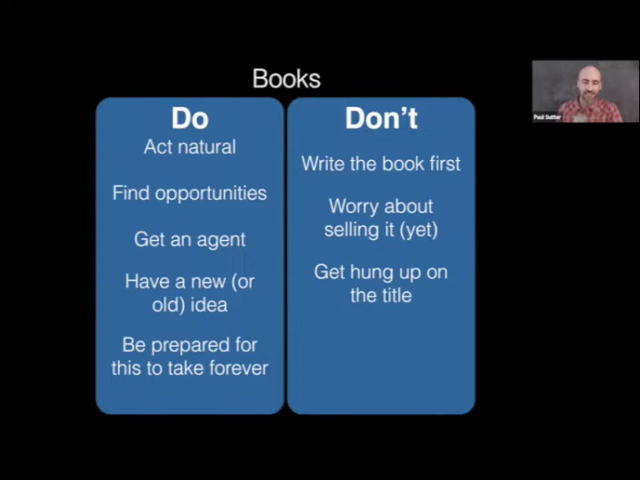 Books
Do
Act natural
Find opportunities
Get an agent
Have a new (or
old) idea
Be prepared for
this to take forever
Don't
Write the book first
Worry about
selling it (yet)
Get hung up on
the title
Paul Sutter